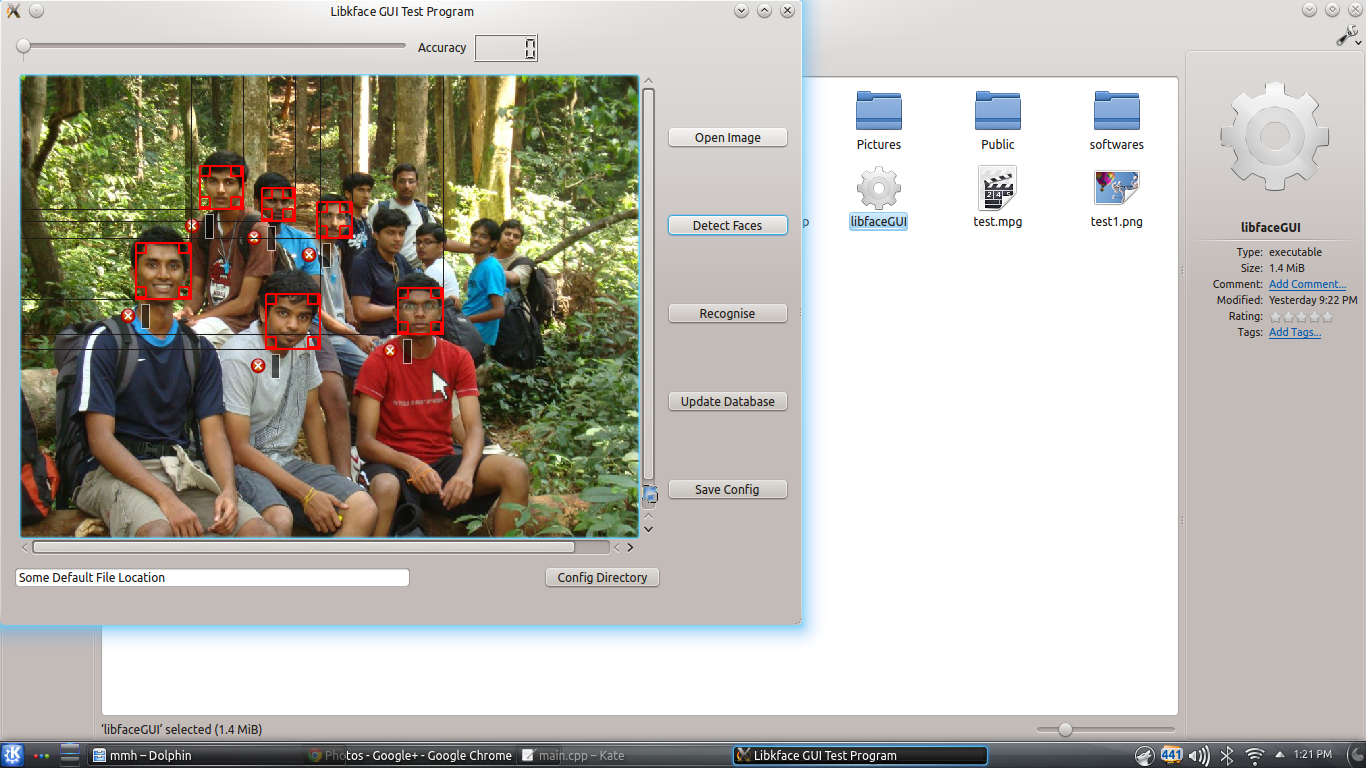 Libkface GUI Test Program
Accuracy 0
Open Image
Detect Faces
Recognise
Update Database
Save Config
Some Default File Location
Config Directory
Pictures
Public
softwares
p
libfaceGUI
test.mpg
test1.png
libfaceGUI
Type: executable
Size: 1.4 MiB
Comment: Add Comment...
Modified: Yesterday 9:22 PM
Rating:
Tags: Add Tags...
'libfaceGUI' selected (1.4 MiB)
mmh – Dolphin
Photos - Google+ - Google Chrome
main.cpp – Kate
Libkface GUI Test Program
441
1:21 PM